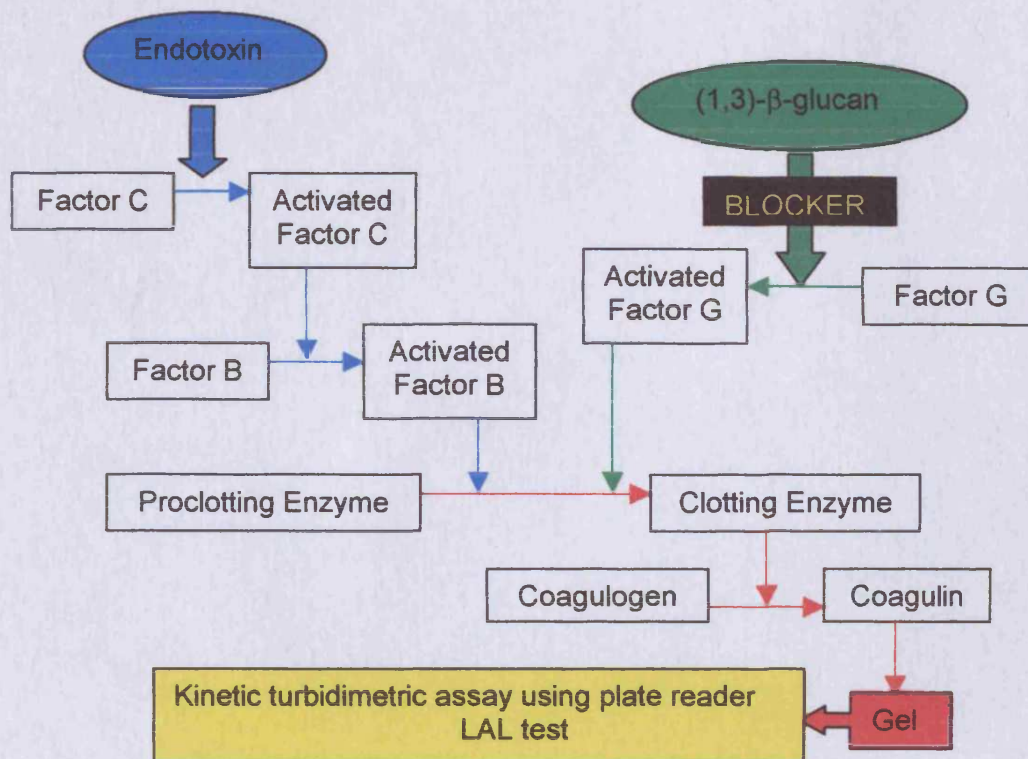 Endotoxin
(1,3)-β-glucan
BLOCKER
Factor C
Activated
Factor C
Activated
Factor G
Factor G
Factor B
Activated
Factor B
Proclotting Enzyme
Clotting Enzyme
Coagulogen
Coagulin
Kinetic turbidimetric assay using plate reader
LAL test
Gel